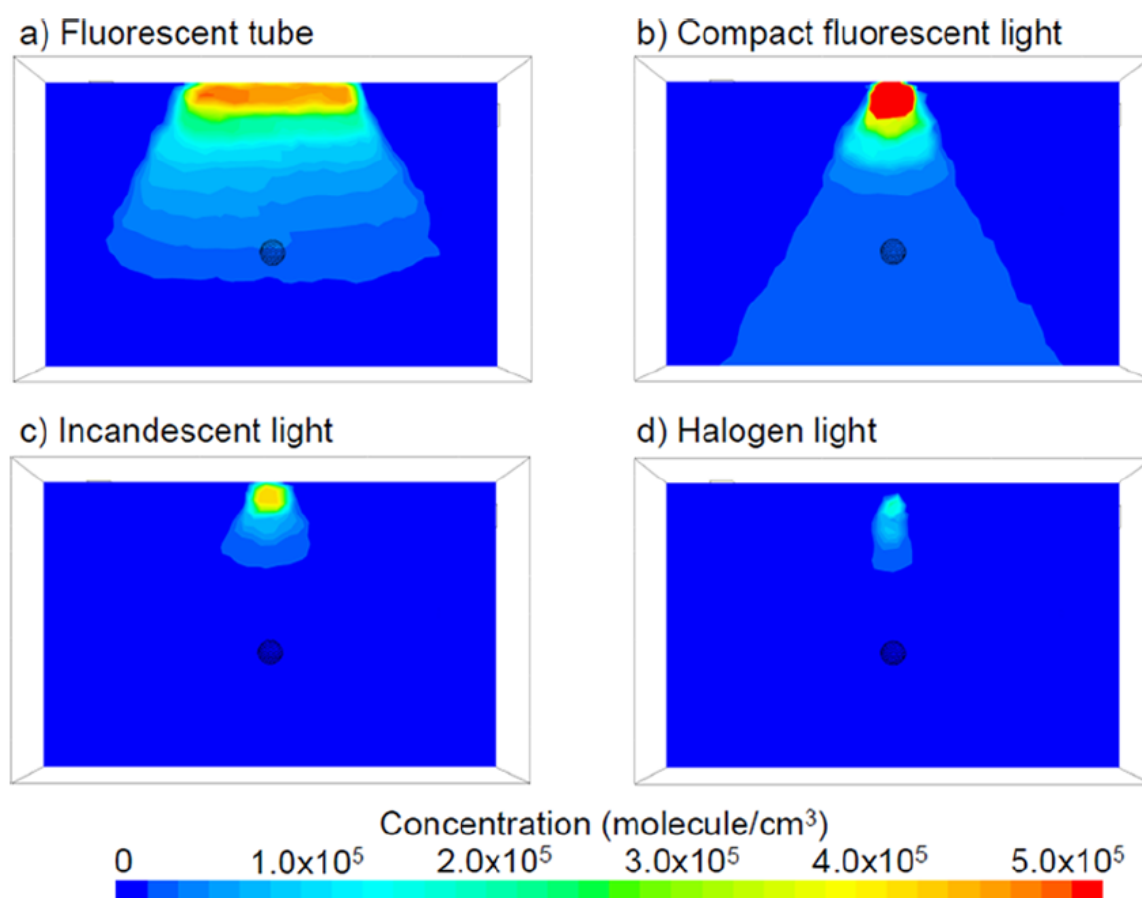 a) Fluorescent tube
b) Compact fluorescent light
c) Incandescent light
d) Halogen light
Concentration (molecule/cm³)
0 1.0x10⁵ 2.0x10⁵ 3.0x10⁵ 4.0x10⁵ 5.0x10⁵